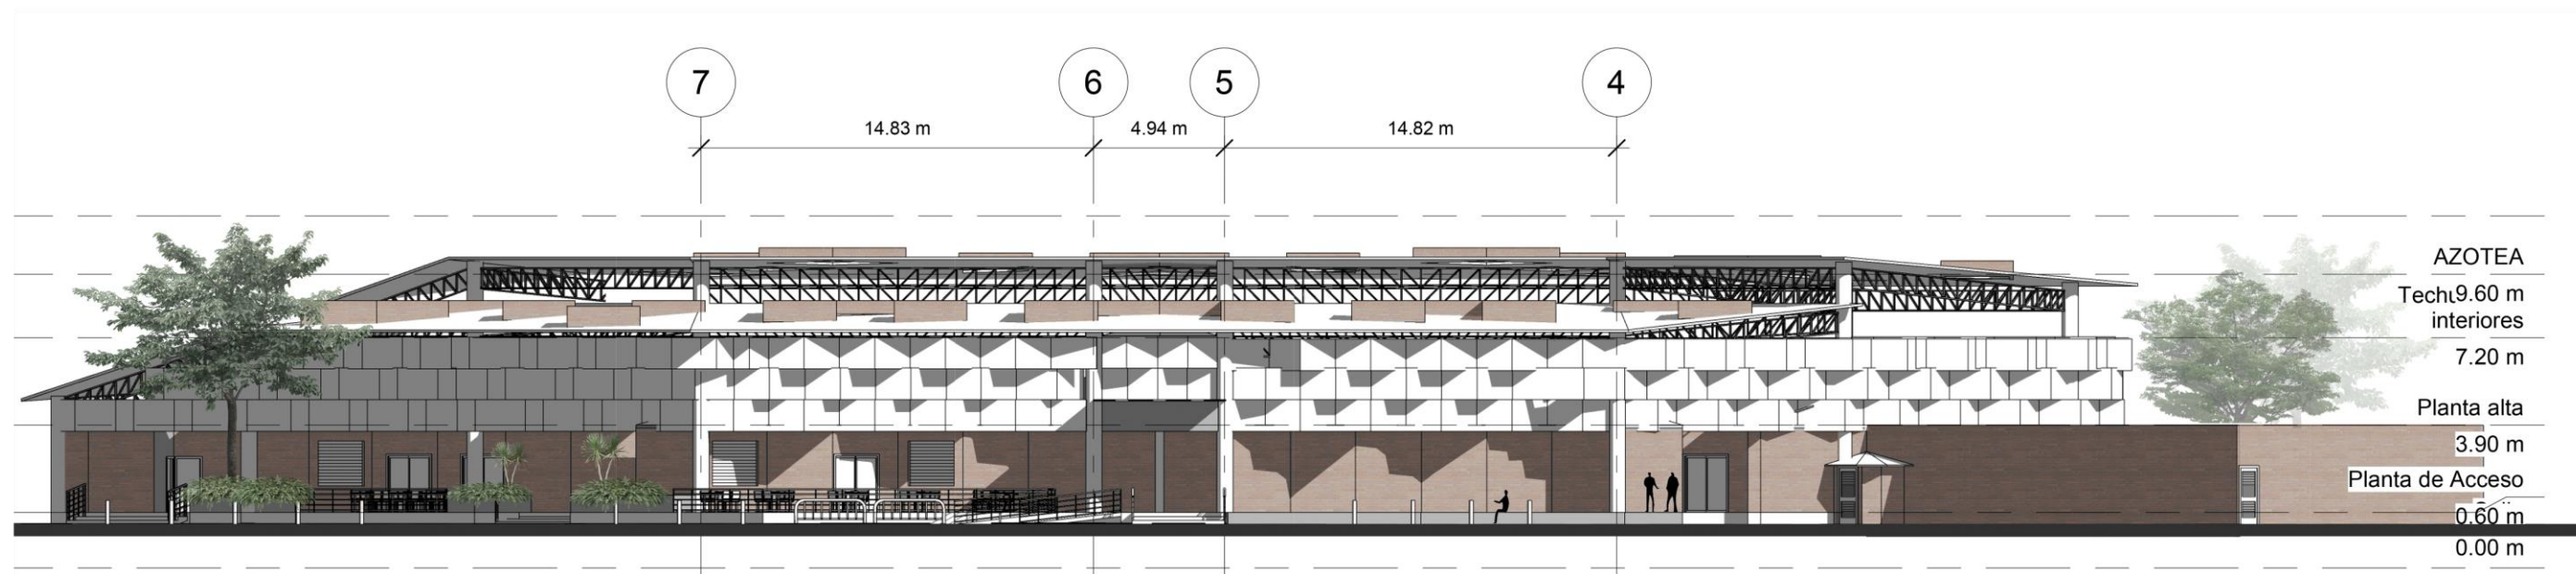 7 6 5 4
14.83 m 4.94 m 14.82 m
AZOTEA
9.60 m
interiores
7.20 m
Planta alta
3.90 m
Planta de Acceso
0.60 m
0.00 m